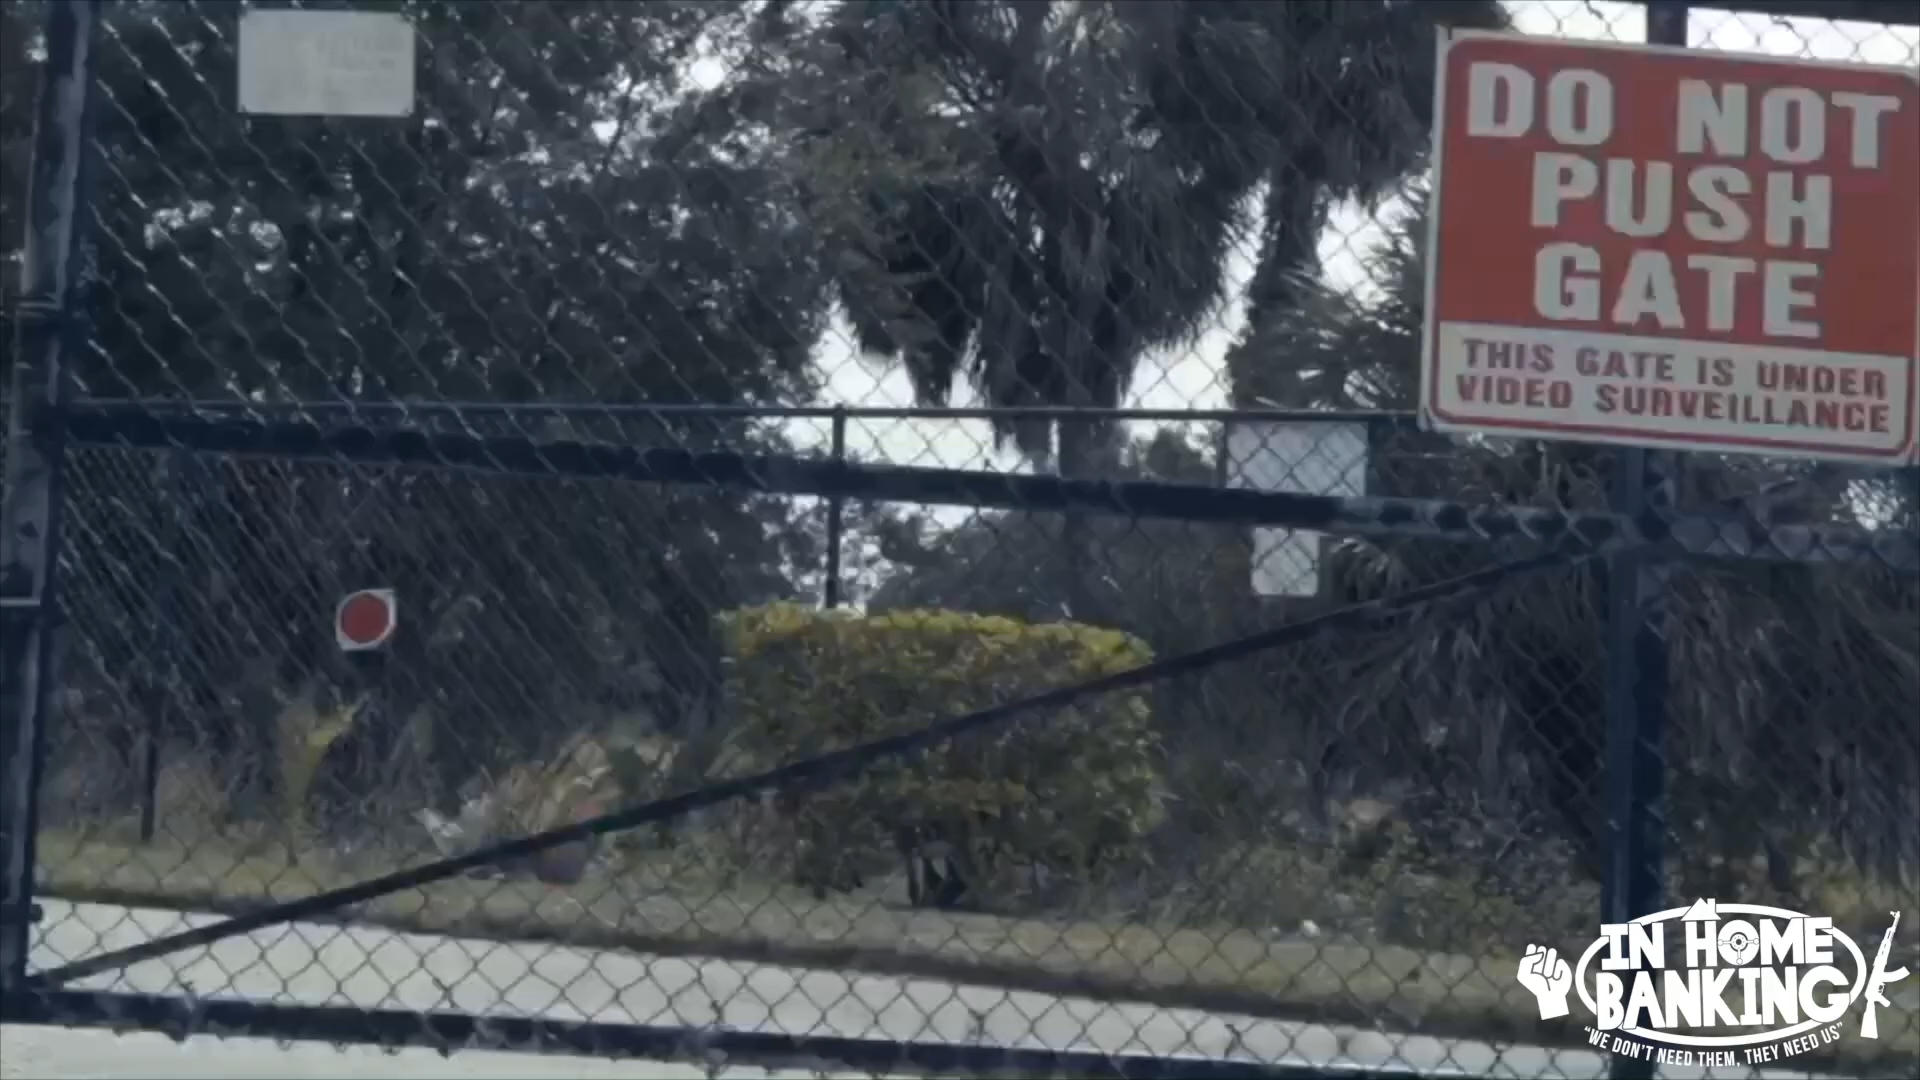 DO NOT
PUSH
GATE
THIS GATE IS UNDER
VIDEO SURVEILLANCE
IN HOME
BANKING
"WE DON'T NEED THEM, THEY NEED US"